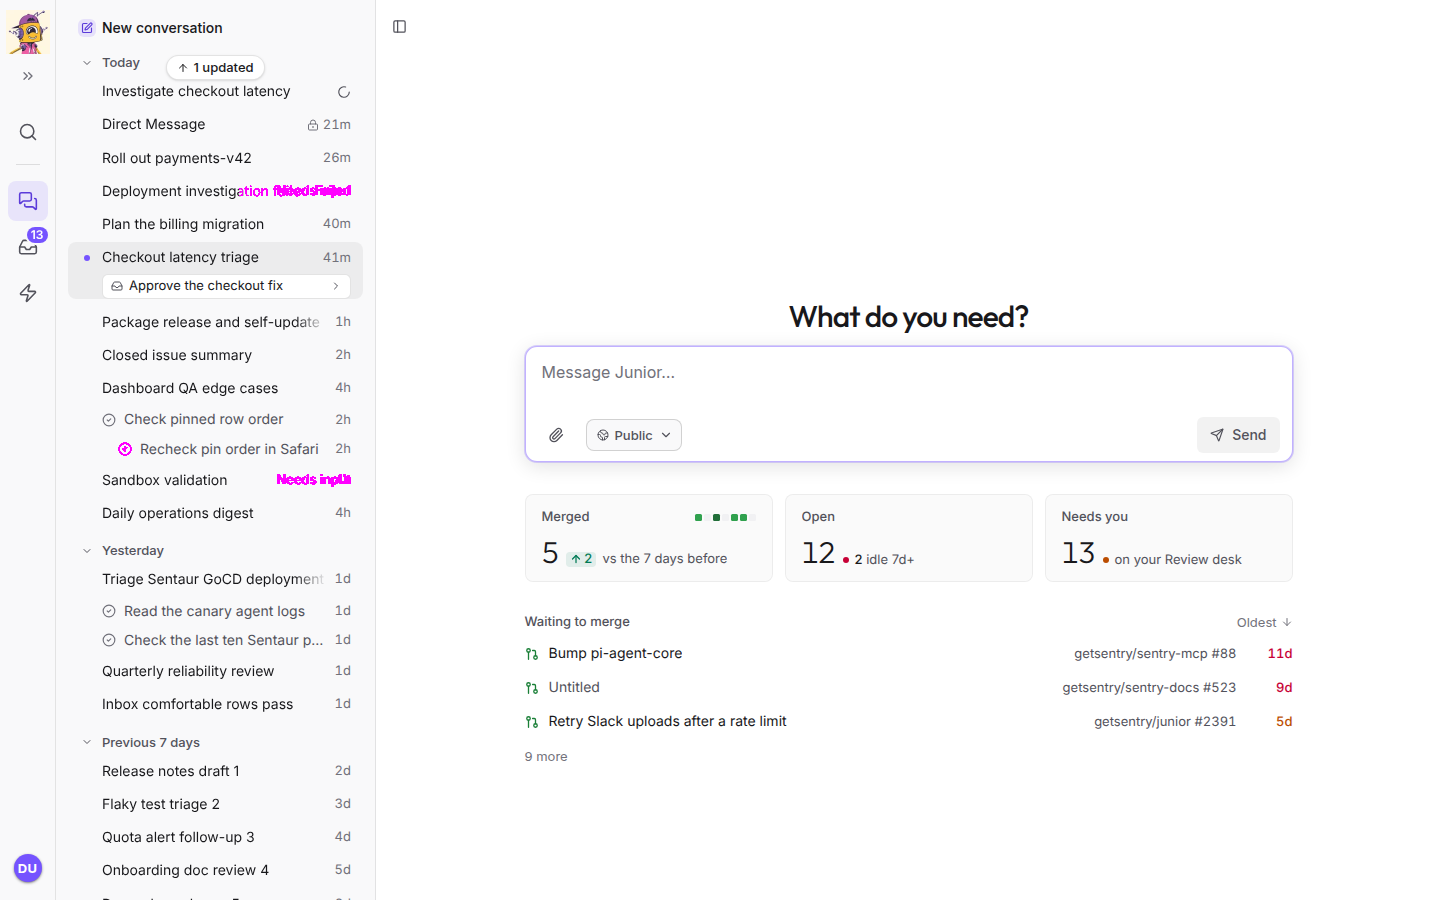 New conversation
Today
↑ 1 updated
Investigate checkout latency
Direct Message 21m
Roll out payments-v42 26m
Deployment investigation
Plan the billing migration 40m
Checkout latency triage 41m
Approve the checkout fix
Package release and self-update 1h
Closed issue summary 2h
Dashboard QA edge cases 4h
Check pinned row order 2h
Recheck pin order in Safari 2h
Sandbox validation Needs
Daily operations digest 4h
Yesterday
Triage Sentaur GoCD deployment 1d
Read the canary agent logs 1d
Check the last ten Sentaur p... 1d
Quarterly reliability review 1d
Inbox comfortable rows pass 1d
Previous 7 days
Release notes draft 1 2d
Flaky test triage 2 3d
Quota alert follow-up 3 4d
Onboarding doc review 4 5d
13
DU
What do you need?
Message Junior...
Public
Send
Merged
5 ↑ 2 vs the 7 days before
Open
12 2 idle 7d+
Needs you
13 on your Review desk
Waiting to merge Oldest ↓
Bump pi-agent-core getsentry/sentry-mcp #88 11d
Untitled getsentry/sentry-docs #523 9d
Retry Slack uploads after a rate limit getsentry/junior #2391 5d
9 more